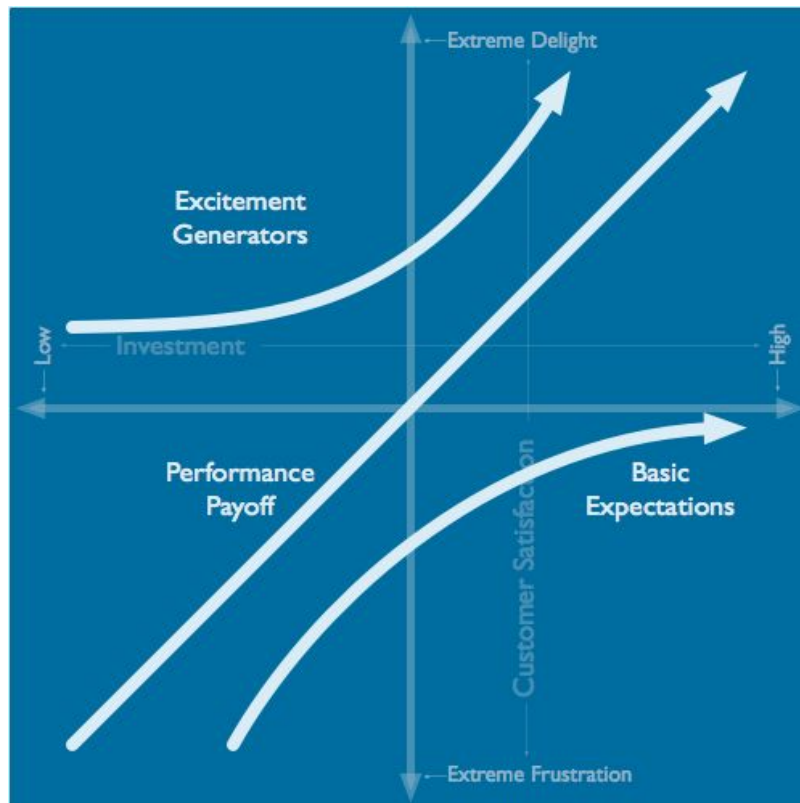 Extreme Delight
Excitement
Generators
Low
Investment
High
Performance
Payoff
Basic
Expectations
Customer Satisfaction
Extreme Frustration